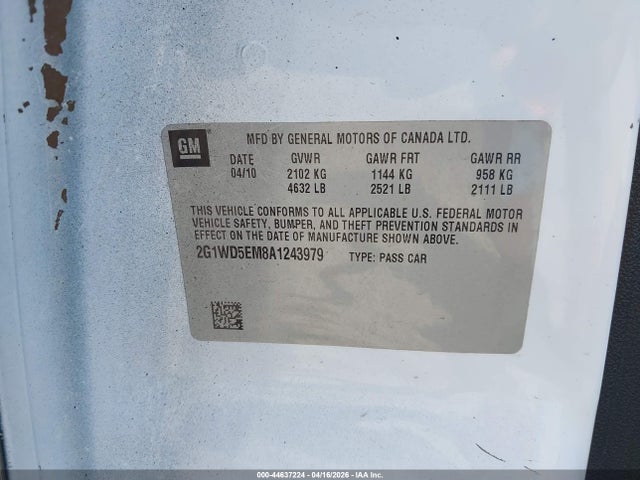 GM
MFD BY GENERAL MOTORS OF CANADA LTD.
DATE GVWR GAWR FRT GAWR RR
04/10 2102 KG 1144 KG 958 KG
4632 LB 2521 LB 2111 LB
THIS VEHICLE CONFORMS TO ALL APPLICABLE U.S. FEDERAL MOTOR
VEHICLE SAFETY, BUMPER, AND THEFT PREVENTION STANDARDS IN
EFFECT ON THE DATE OF MANUFACTURE SHOWN ABOVE.
2G1WD5EM8A1243979 TYPE: PASS CAR
000-44637224 - 04/16/2026 - IAA Inc.